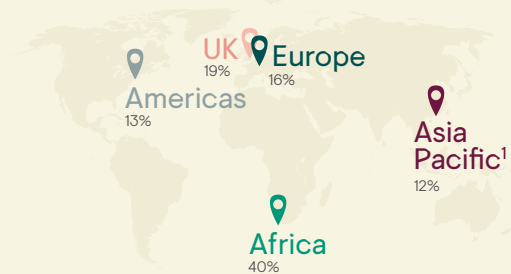 UK
19%
Europe
16%
Americas
13%
Asia
Pacific¹
12%
Africa
40%